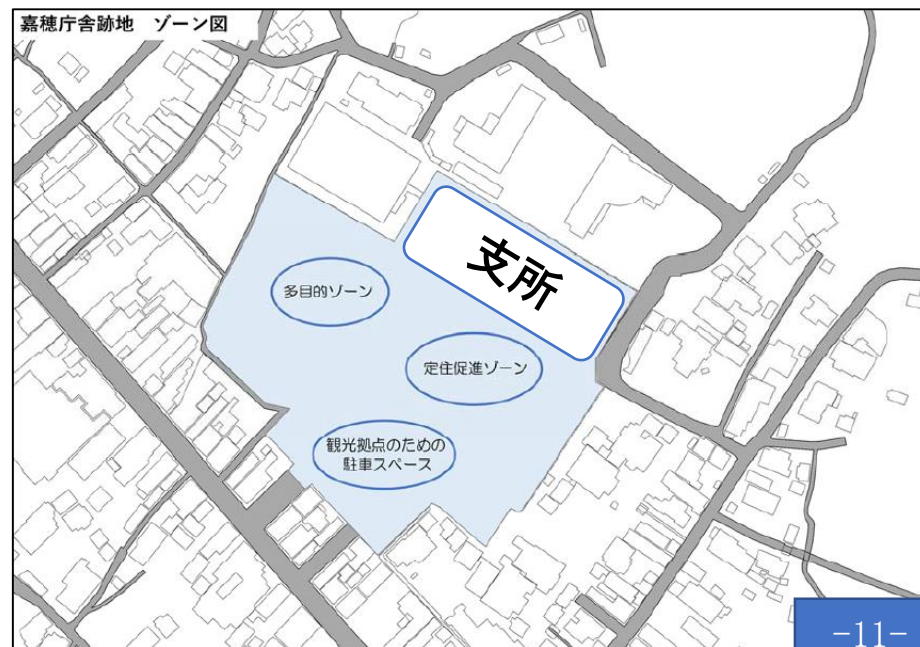 嘉穂庁舎跡地　ゾーン図
支所
多目的ゾーン
定住促進ゾーン
観光拠点のための
駐車スペース
-11-